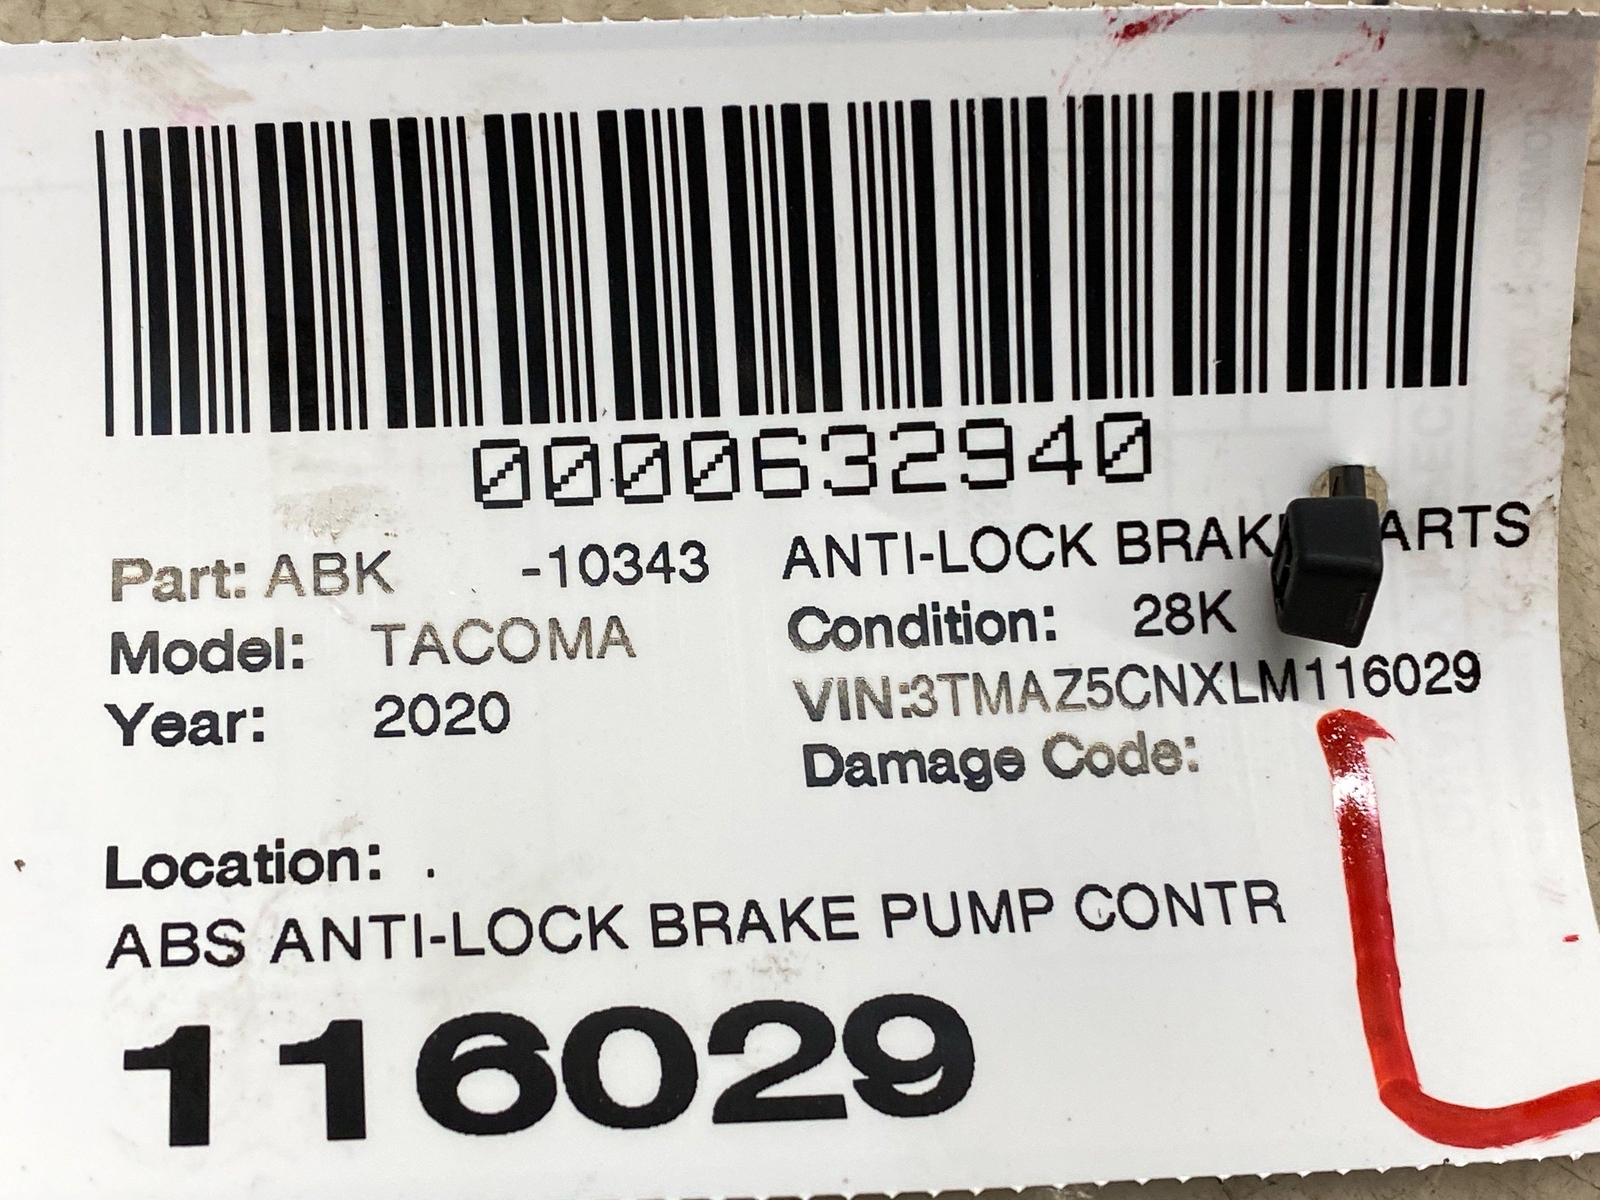 0000632940
Part: ABK -10343 ANTI-LOCK BRAK ARTS
Model: TACOMA Condition: 28K
Year: 2020 VIN:3TMAZ5CNXLM116029
Damage Code:
Location: .
ABS ANTI-LOCK BRAKE PUMP CONTR
116029